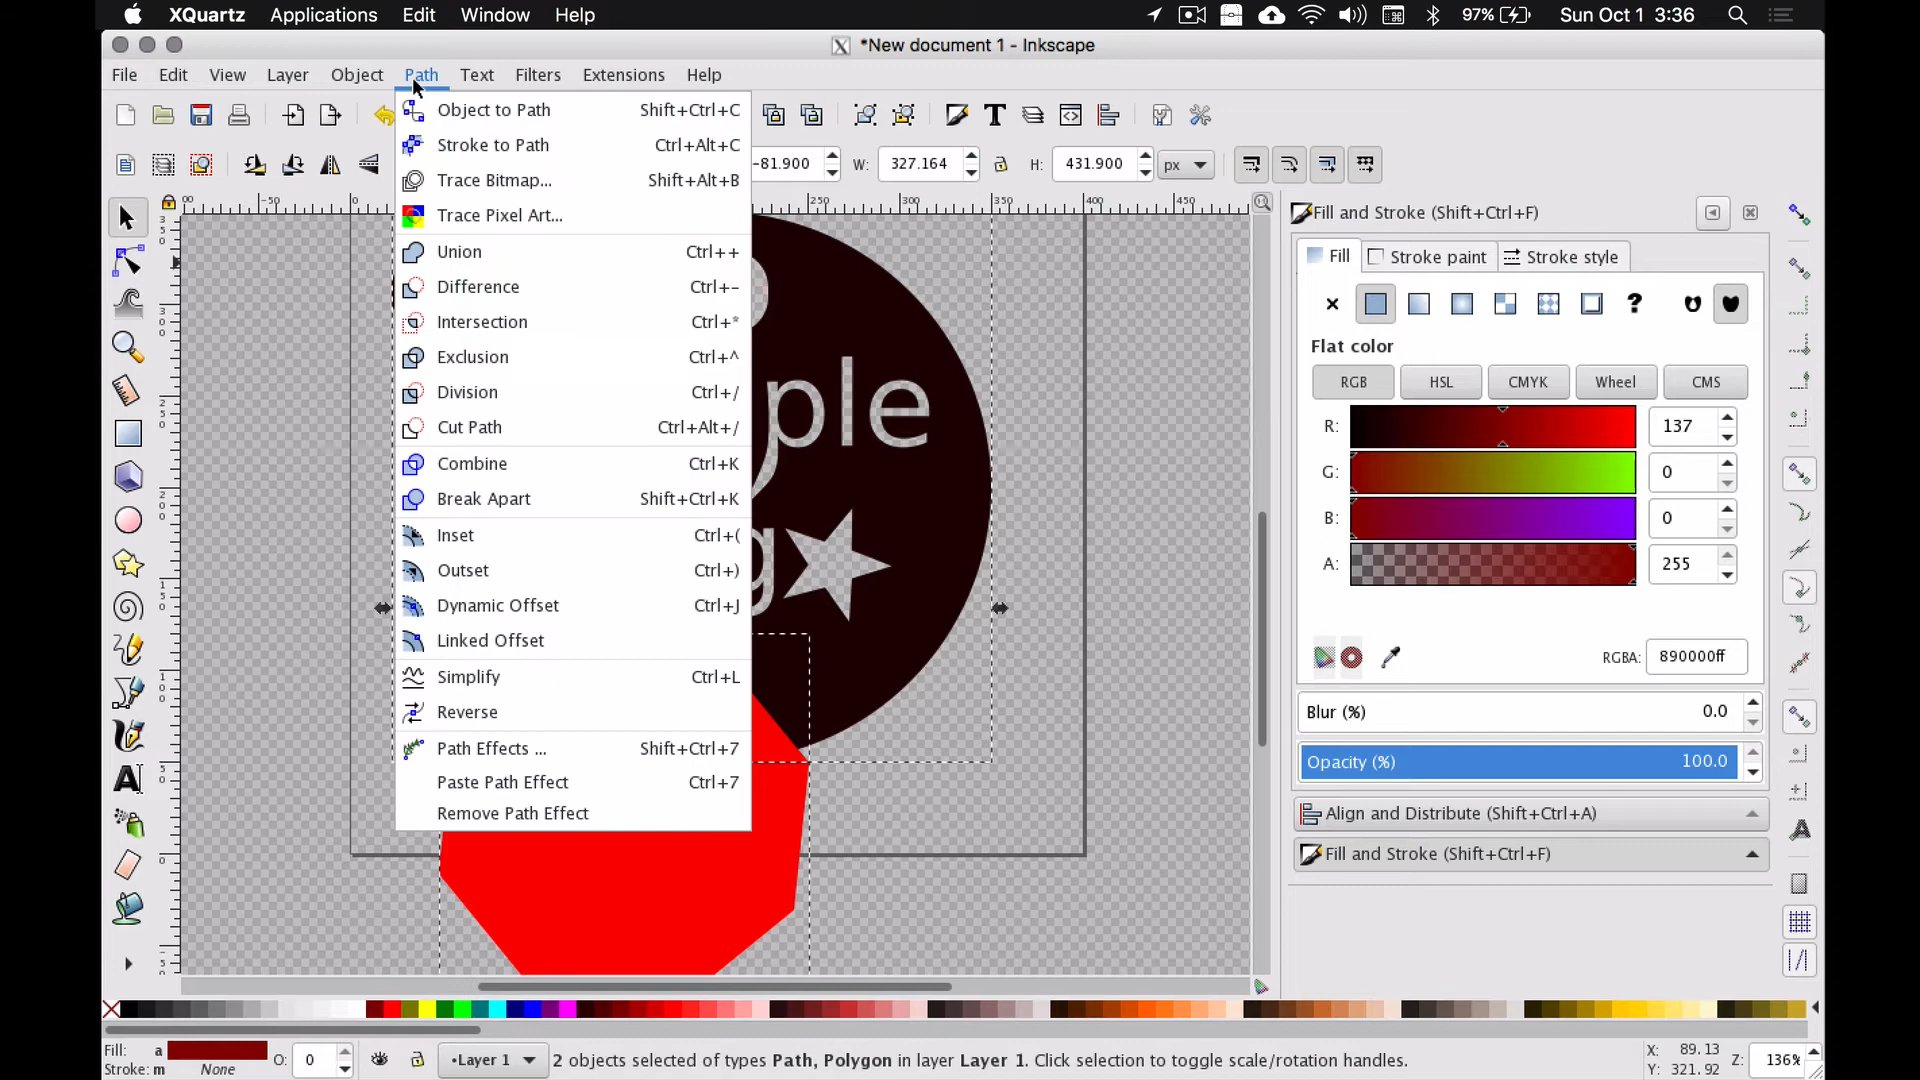 XQuartz Applications Edit Window Help 97% Sun Oct 1 3:36
*New document 1 - Inkscape
File Edit View Layer Object Path Text Filters Extensions Help
-81.900 W: 327.164 H: 431.900 px
Object to Path Shift+Ctrl+C
Stroke to Path Ctrl+Alt+C
Trace Bitmap... Shift+Alt+B
Trace Pixel Art...
Union Ctrl++
Difference Ctrl+-
Intersection Ctrl+*
Exclusion Ctrl+^
Division Ctrl+/
Cut Path Ctrl+Alt+/
Combine Ctrl+K
Break Apart Shift+Ctrl+K
Inset Ctrl+(
Outset Ctrl+)
Dynamic Offset Ctrl+J
Linked Offset
Simplify Ctrl+L
Reverse
Path Effects ... Shift+Ctrl+7
Paste Path Effect Ctrl+7
Remove Path Effect
-50 0 250 300 350 400 450
ple
g
Fill and Stroke (Shift+Ctrl+F)
Fill Stroke paint Stroke style
?
Flat color
RGB HSL CMYK Wheel CMS
R: 137
G: 0
B: 0
A: 255
RGBA: 890000ff
Blur (%) 0.0
Opacity (%) 100.0
Align and Distribute (Shift+Ctrl+A)
Fill and Stroke (Shift+Ctrl+F)
Fill: a
Stroke: m None
O: 0
•Layer 1
2 objects selected of types Path, Polygon in layer Layer 1. Click selection to toggle scale/rotation handles.
X: 89.13
Y: 321.92
Z: 136%